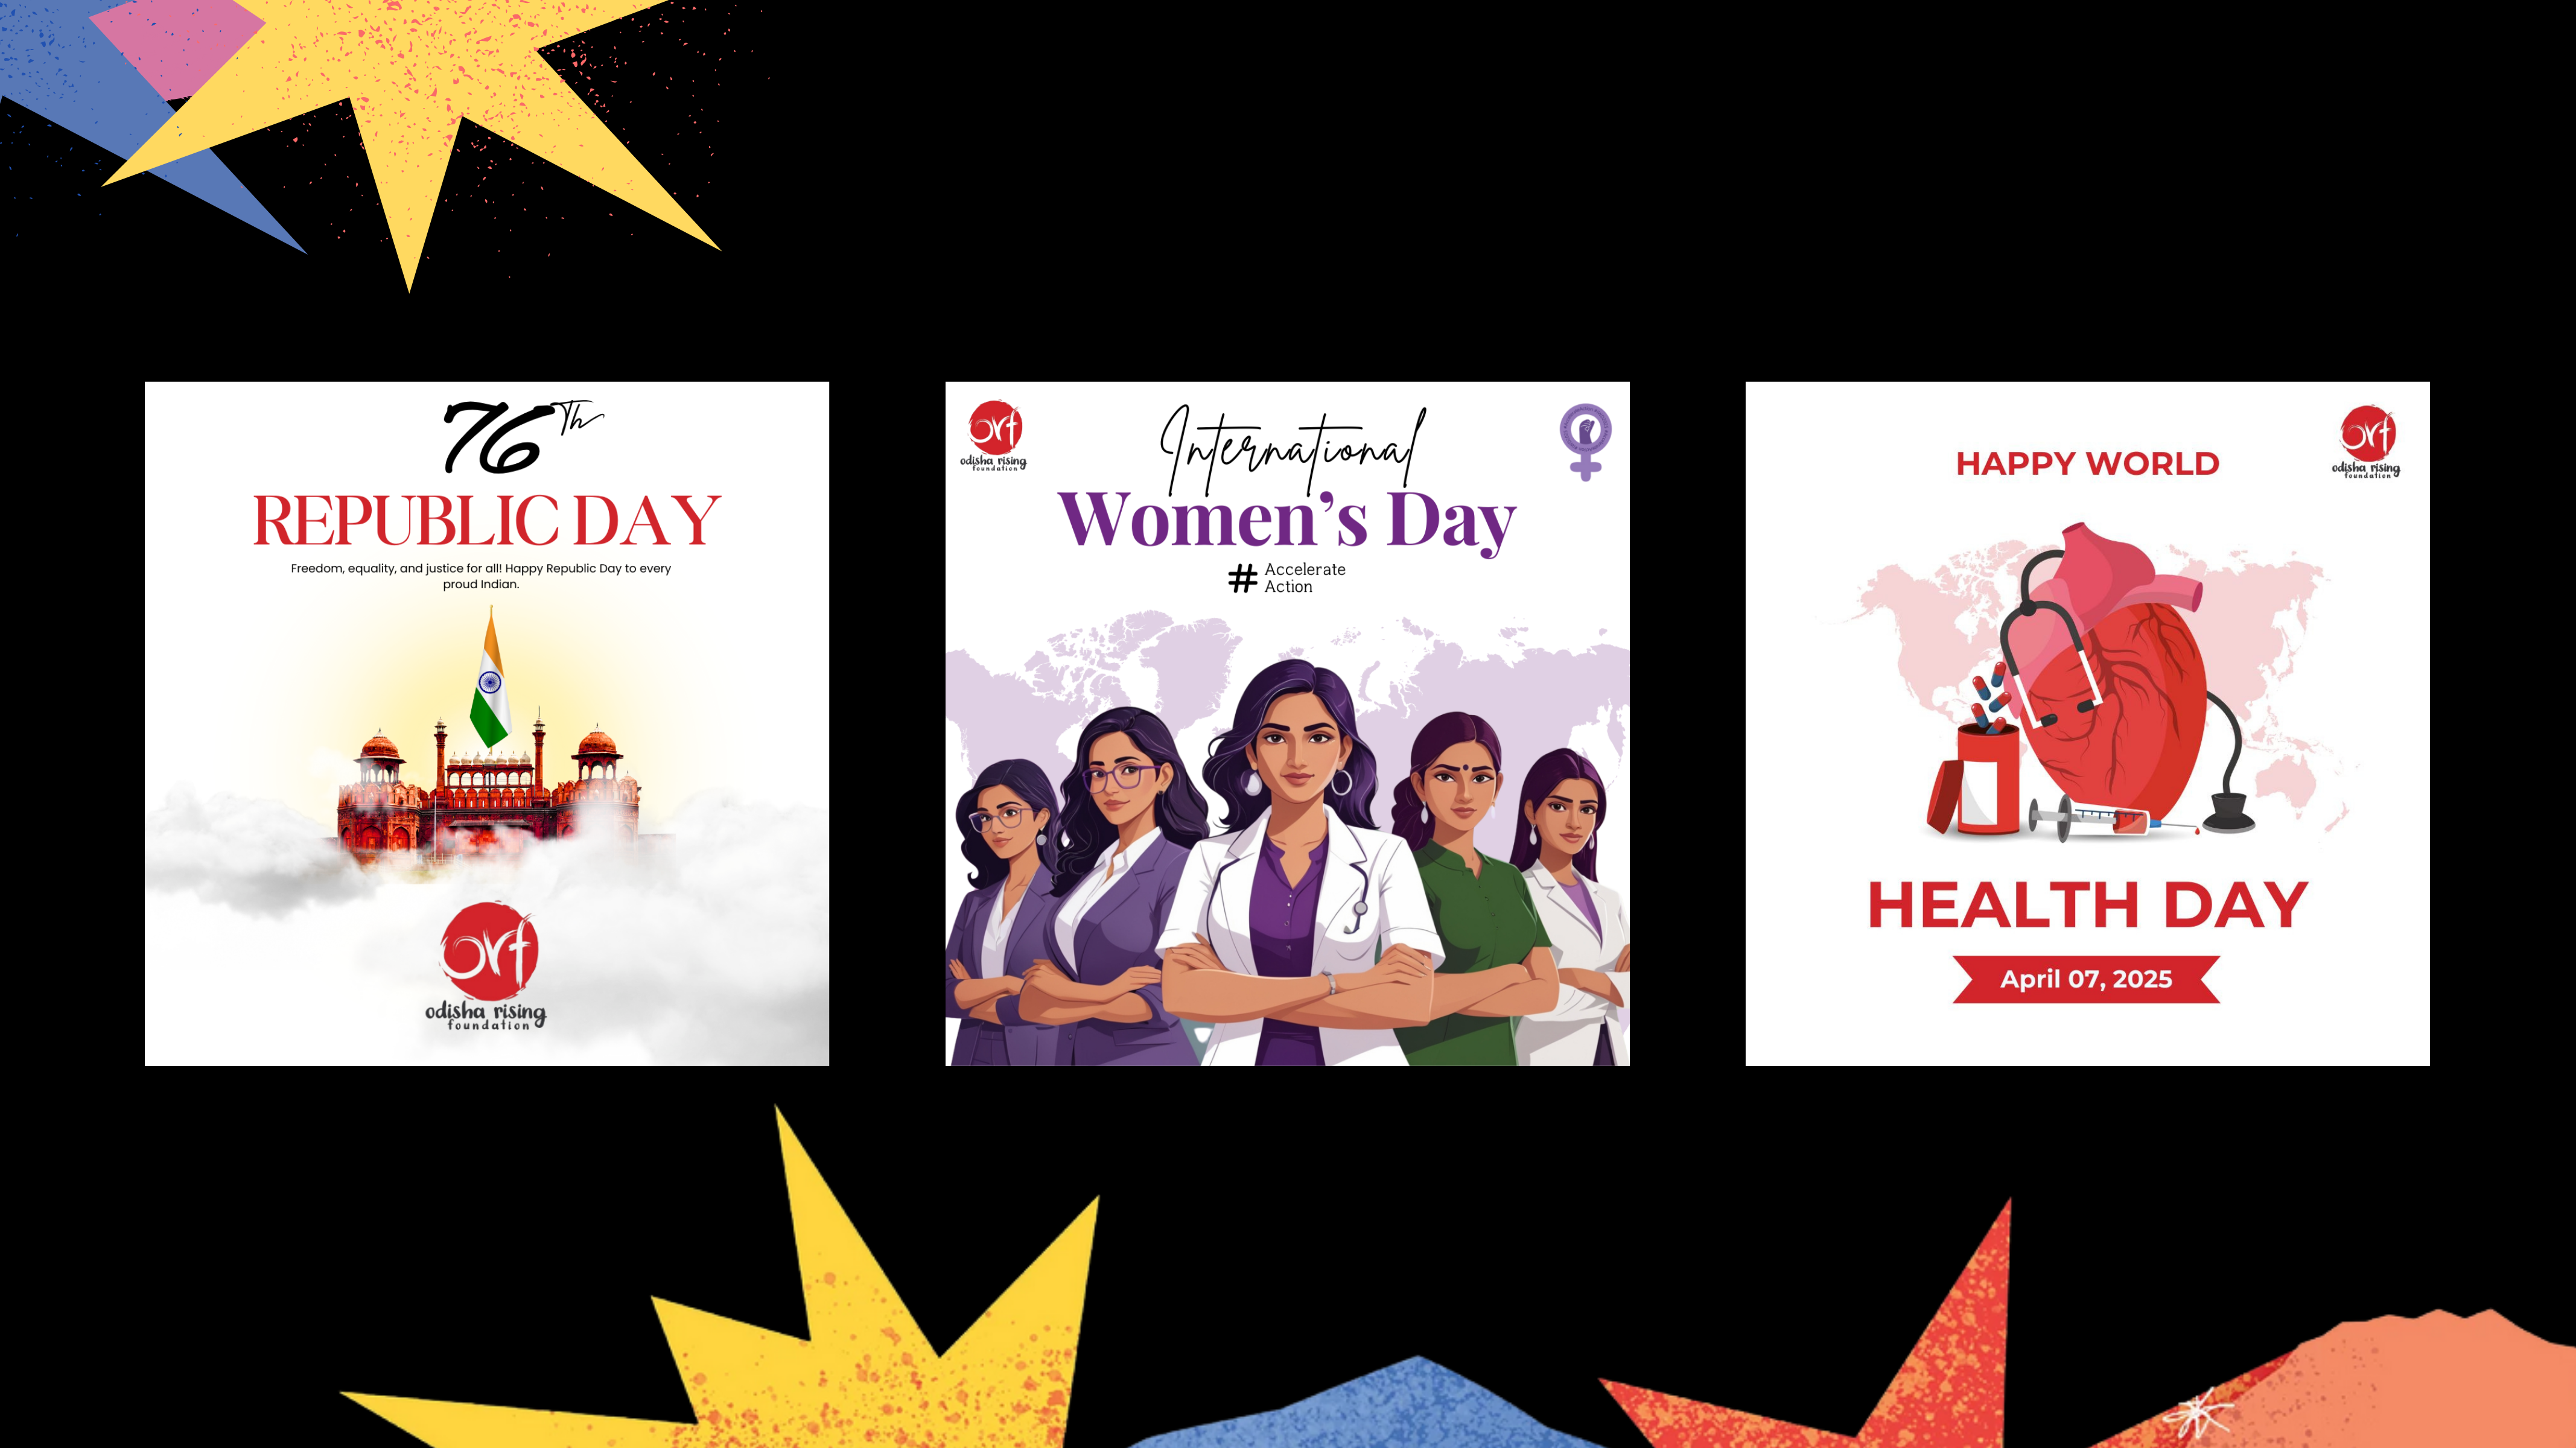 76Th
REPUBLIC DAY
Freedom, equality, and justice for all! Happy Republic Day to every
proud Indian.
orf
odisha rising
foundation
orf
odisha rising
foundation
International
Women's Day
# Accelerate
Action
orf
odisha rising
foundation
HAPPY WORLD
HEALTH DAY
April 07, 2025